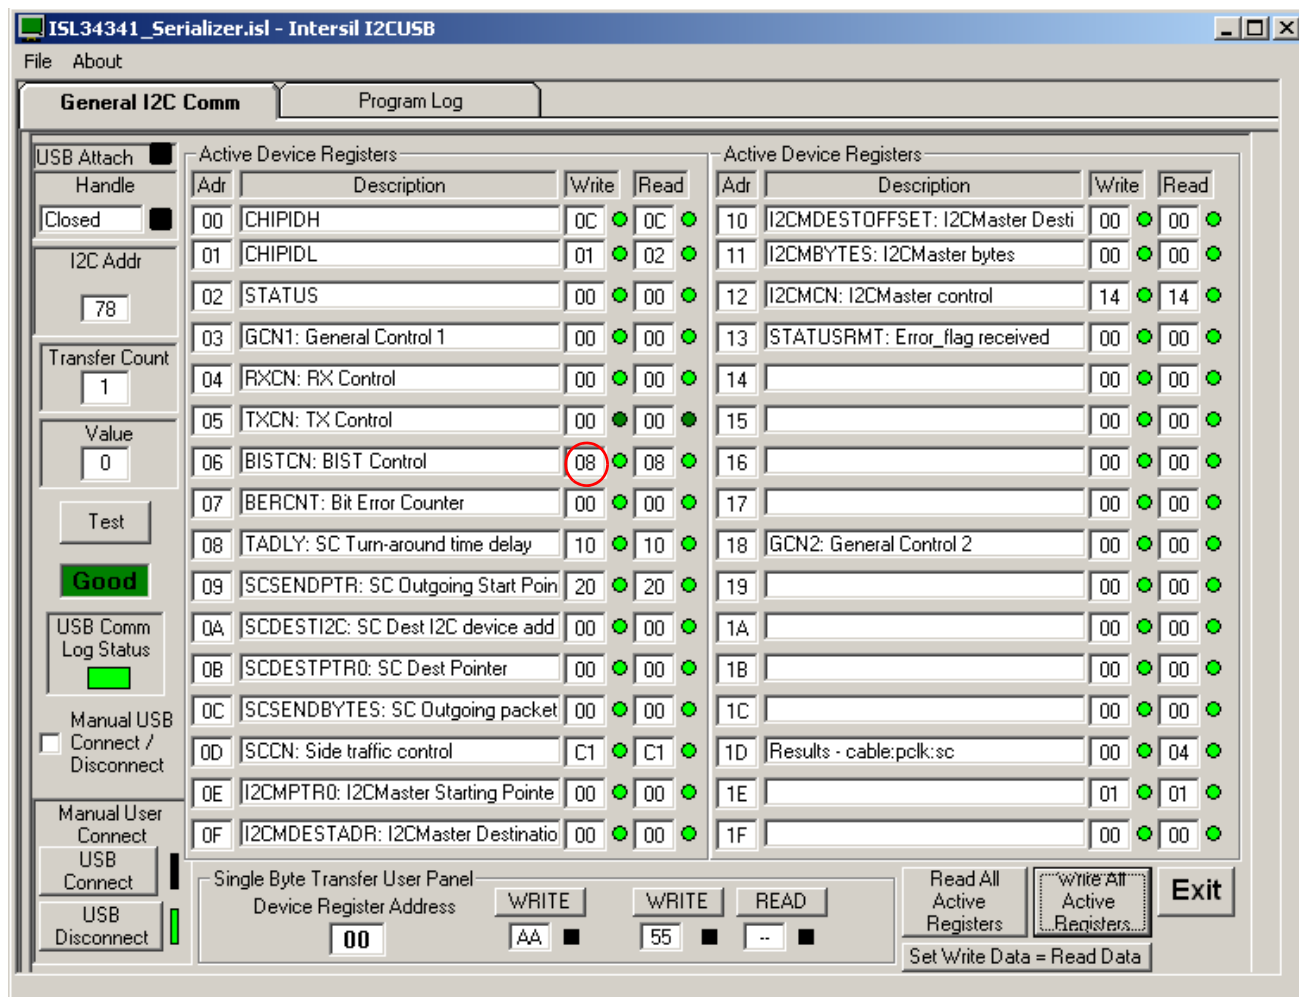 ISL34341_Serializer.isl - Intersil I2CUSB
File About
General I2C Comm Program Log
USB Attach
Handle
Closed
I2C Addr
78
Transfer Count
1
Value
0
Test
Good
USB Comm
Log Status
Manual USB
Connect /
Disconnect
Manual User
Connect
USB
Connect
USB
Disconnect
Active Device Registers
Adr Description Write Read
00 CHIPIDH 0C 0C
01 CHIPIDL 01 02
02 STATUS 00 00
03 GCN1: General Control 1 00 00
04 RXCN: RX Control 00 00
05 TXCN: TX Control 00 00
06 BISTCN: BIST Control 08 08
07 BERCNT: Bit Error Counter 00 00
08 TADLY: SC Turn-around time delay 10 10
09 SCSENDPTR: SC Outgoing Start Poin 20 20
0A SCDESTI2C: SC Dest I2C device add 00 00
0B SCDESTPTR0: SC Dest Pointer 00 00
0C SCSENDBYTES: SC Outgoing packet 00 00
0D SCCN: Side traffic control C1 C1
0E I2CMPTR0: I2CMaster Starting Pointe 00 00
0F I2CMDESTADR: I2CMaster Destinatio 00 00
Active Device Registers
Adr Description Write Read
10 I2CMDESTOFFSET: I2CMaster Desti 00 00
11 I2CMBYTES: I2CMaster bytes 00 00
12 I2CMCN: I2CMaster control 14 14
13 STATUSRMT: Error_flag received 00 00
14 00 00
15 00 00
16 00 00
17 00 00
18 GCN2: General Control 2 00 00
19 00 00
1A 00 00
1B 00 00
1C 00 00
1D Results - cable:pclk:sc 00 04
1E 01 01
1F 00 00
Single Byte Transfer User Panel
Device Register Address
00
WRITE WRITE READ
AA 55 --
Read All
Active
Registers
Write All
Active
Registers
Exit
Set Write Data = Read Data